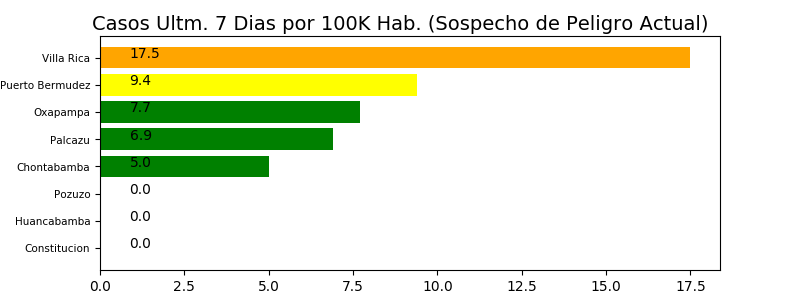 Casos Ultm. 7 Dias por 100K Hab. (Sospecho de Peligro Actual)
Villa Rica 17.5
Puerto Bermudez 9.4
Oxapampa 7.7
Palcazu 6.9
Chontabamba 5.0
Pozuzo 0.0
Huancabamba 0.0
Constitucion 0.0
0.0 2.5 5.0 7.5 10.0 12.5 15.0 17.5